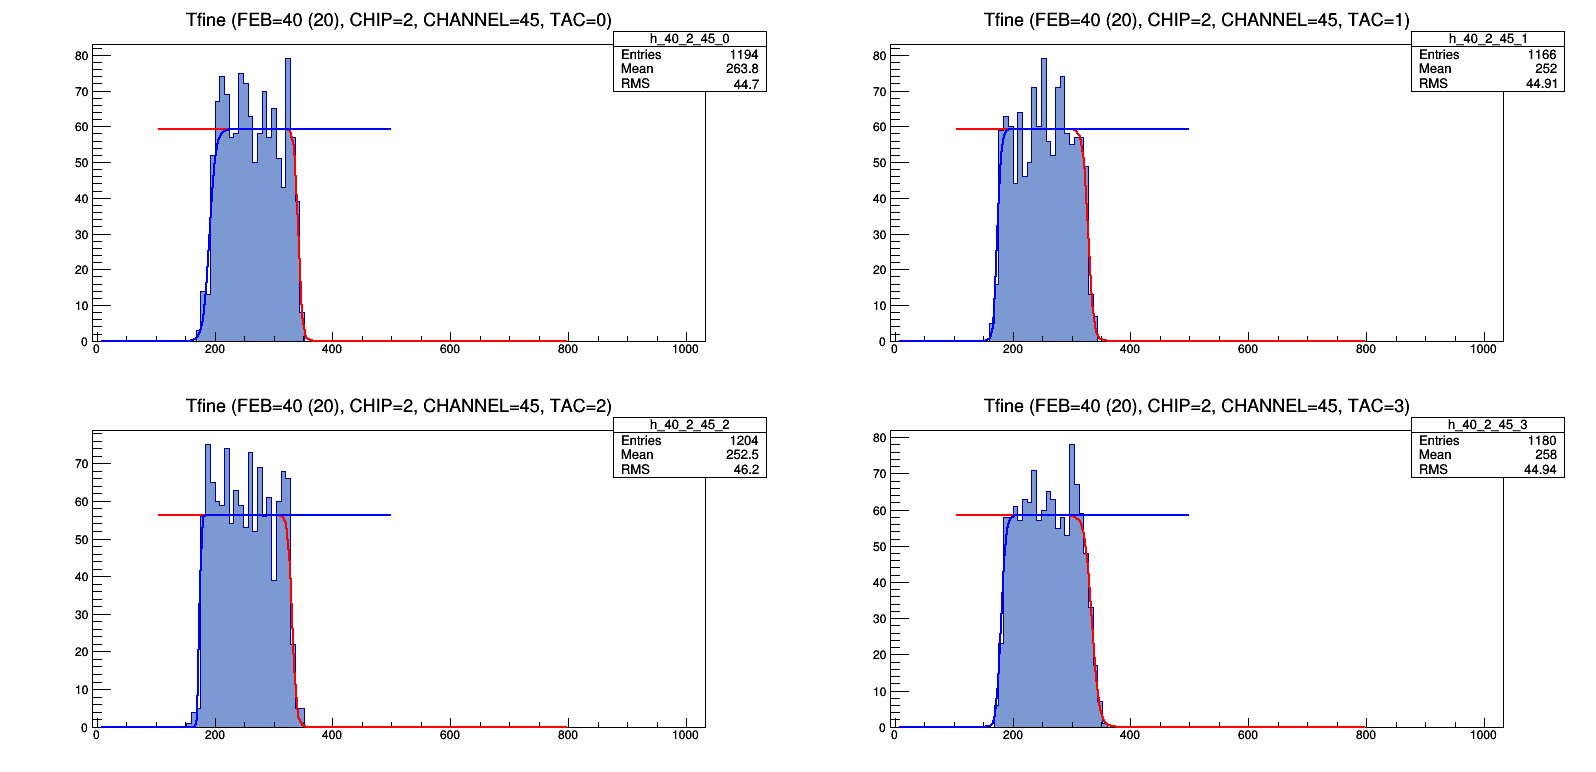 Tfine (FEB=40 (20), CHIP=2, CHANNEL=45, TAC=0)
h_40_2_45_0
Entries 1194
Mean 263.8
RMS 44.7
80
70
60
50
40
30
20
10
0
0 200 400 600 800 1000
Tfine (FEB=40 (20), CHIP=2, CHANNEL=45, TAC=1)
h_40_2_45_1
Entries 1166
Mean 252
RMS 44.91
80
70
60
50
40
30
20
10
0
0 200 400 600 800 1000
Tfine (FEB=40 (20), CHIP=2, CHANNEL=45, TAC=2)
h_40_2_45_2
Entries 1204
Mean 252.5
RMS 46.2
70
60
50
40
30
20
10
0
0 200 400 600 800 1000
Tfine (FEB=40 (20), CHIP=2, CHANNEL=45, TAC=3)
h_40_2_45_3
Entries 1180
Mean 258
RMS 44.94
80
70
60
50
40
30
20
10
0
0 200 400 600 800 1000